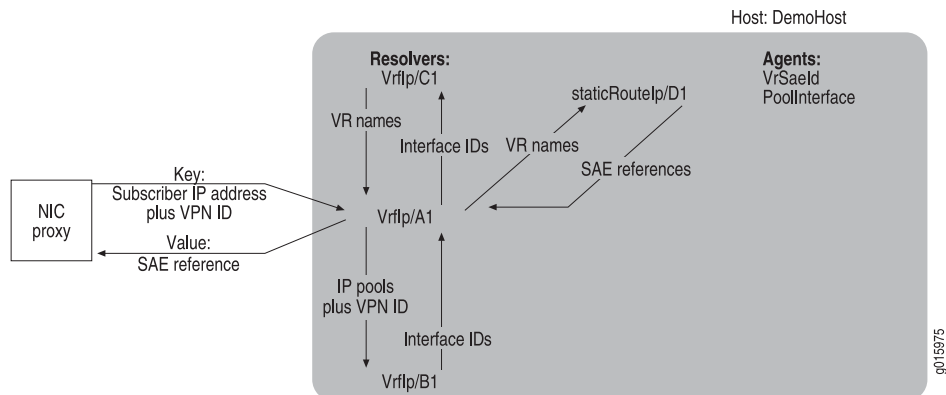 Host: DemoHost
Resolvers:
VrfIp/C1
Agents:
VrSaeId
PoolInterface
staticRouteIp/D1
VR names
Interface IDs
VR names
SAE references
Key:
Subscriber IP address
plus VPN ID
NIC
proxy
VrfIp/A1
Value:
SAE reference
IP pools
plus VPN ID
Interface IDs
VrfIp/B1
g015975